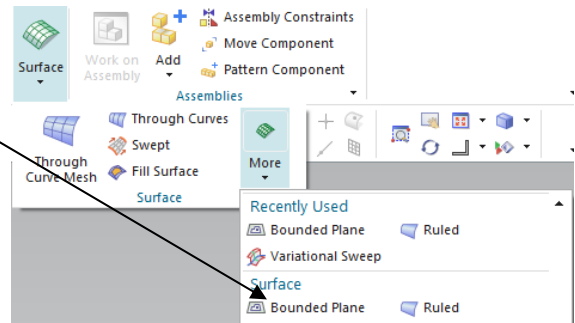 Surface
Work on
Assembly
Add
Assembly Constraints
Move Component
Pattern Component
Assemblies
Through
Curve Mesh
Through Curves
Swept
Fill Surface
More
Surface
Recently Used
Bounded Plane Ruled
Variational Sweep
Surface
Bounded Plane Ruled